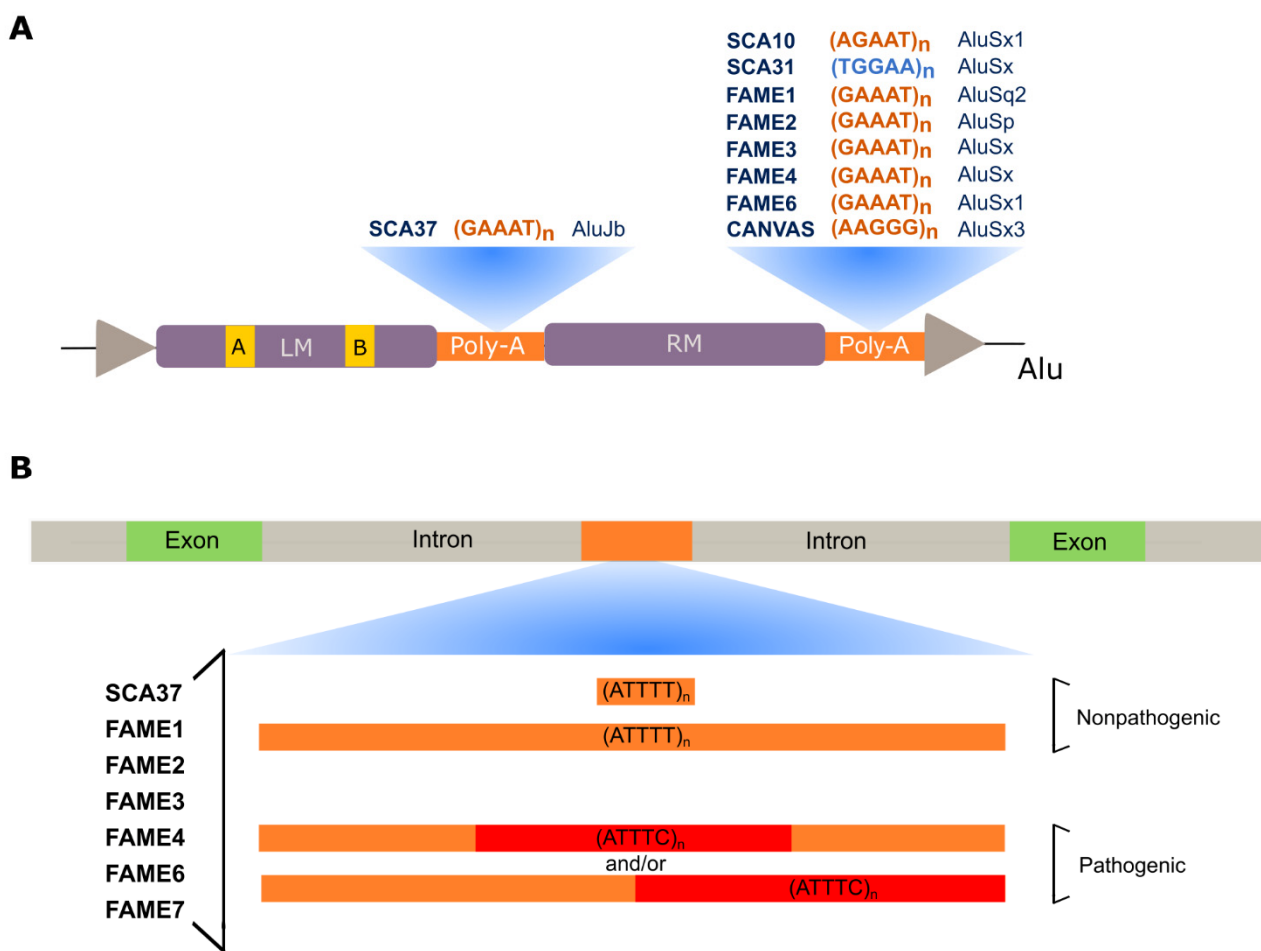 A
SCA10 (AGAAT)n AluSx1
SCA31 (TGGAA)n AluSx
FAME1 (GAAAT)n AluSq2
FAME2 (GAAAT)n AluSp
FAME3 (GAAAT)n AluSx
FAME4 (GAAAT)n AluSx
FAME6 (GAAAT)n AluSx1
CANVAS (AAGGG)n AluSx3
SCA37 (GAAAT)n AluJb
A LM B Poly-A RM Poly-A
Alu
B
Exon Intron Intron Exon
SCA37
FAME1
FAME2
FAME3
FAME4
FAME6
FAME7
(ATTTT)n
(ATTTT)n
Nonpathogenic
(ATTTC)n
and/or
(ATTTC)n
Pathogenic